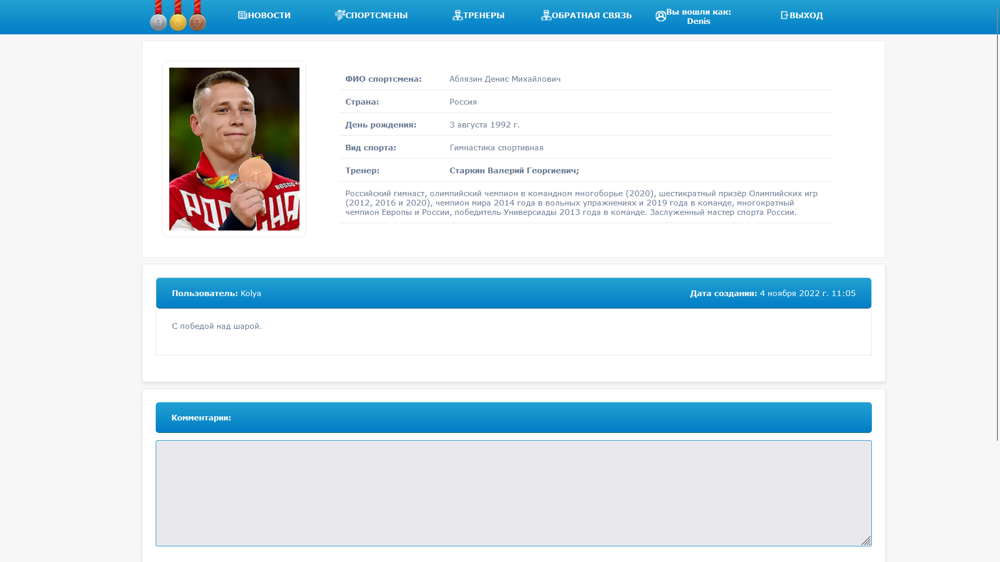 НОВОСТИ
СПОРТСМЕНЫ
ТРЕНЕРЫ
ОБРАТНАЯ СВЯЗЬ
Вы вошли как:
Denis
ВЫХОД
ФИО спортсмена: Аблязин Денис Михайлович
Страна: Россия
День рождения: 3 августа 1992 г.
Вид спорта: Гимнастика спортивная
Тренер: Старкин Валерий Георгиевич;
Российский гимнаст, олимпийский чемпион в командном многоборье (2020), шестикратный призёр Олимпийских игр
(2012, 2016 и 2020), чемпион мира 2014 года в вольных упражнениях и 2019 года в команде, многократный
чемпион Европы и России, победитель Универсиады 2013 года в команде. Заслуженный мастер спорта России.
BOSCO
РОССИЯ
Пользователь: Kolya
Дата создания: 4 ноября 2022 г. 11:05
С победой над шарой.
Комментарии: